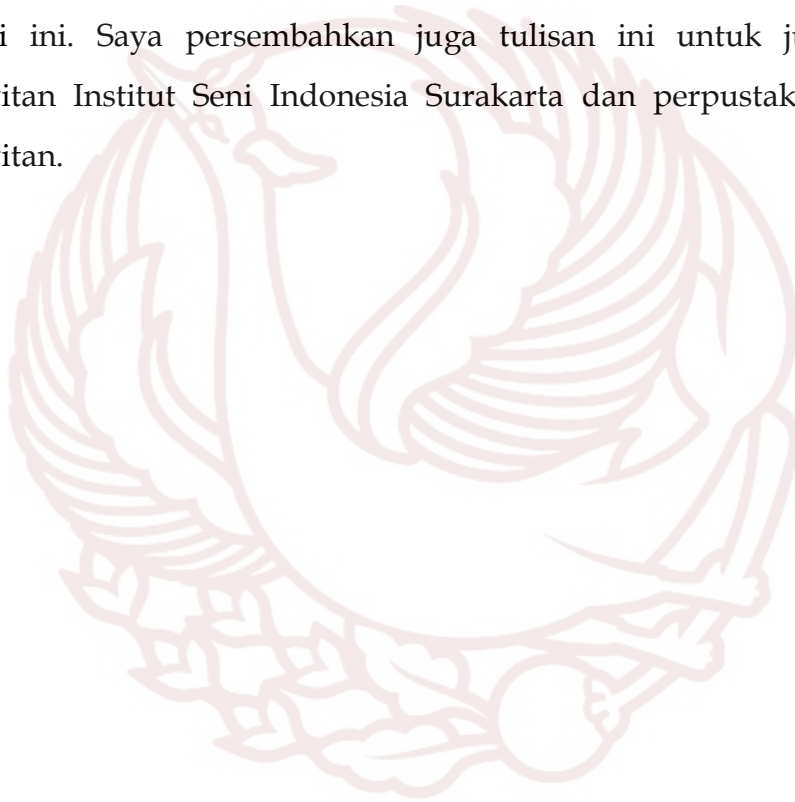 i ini. Saya persembahkan juga tulisan ini untuk ju
itan Institut Seni Indonesia Surakarta dan perpustak
itan.